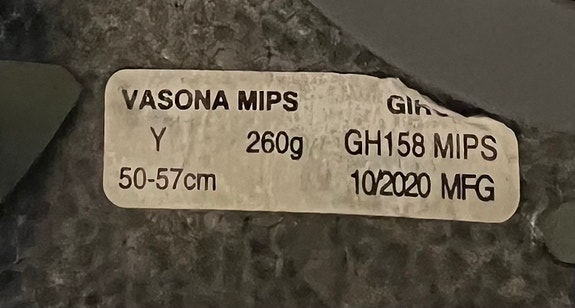 VASONA MIPS
Y 260g GH158 MIPS
50-57cm 10/2020 MFG